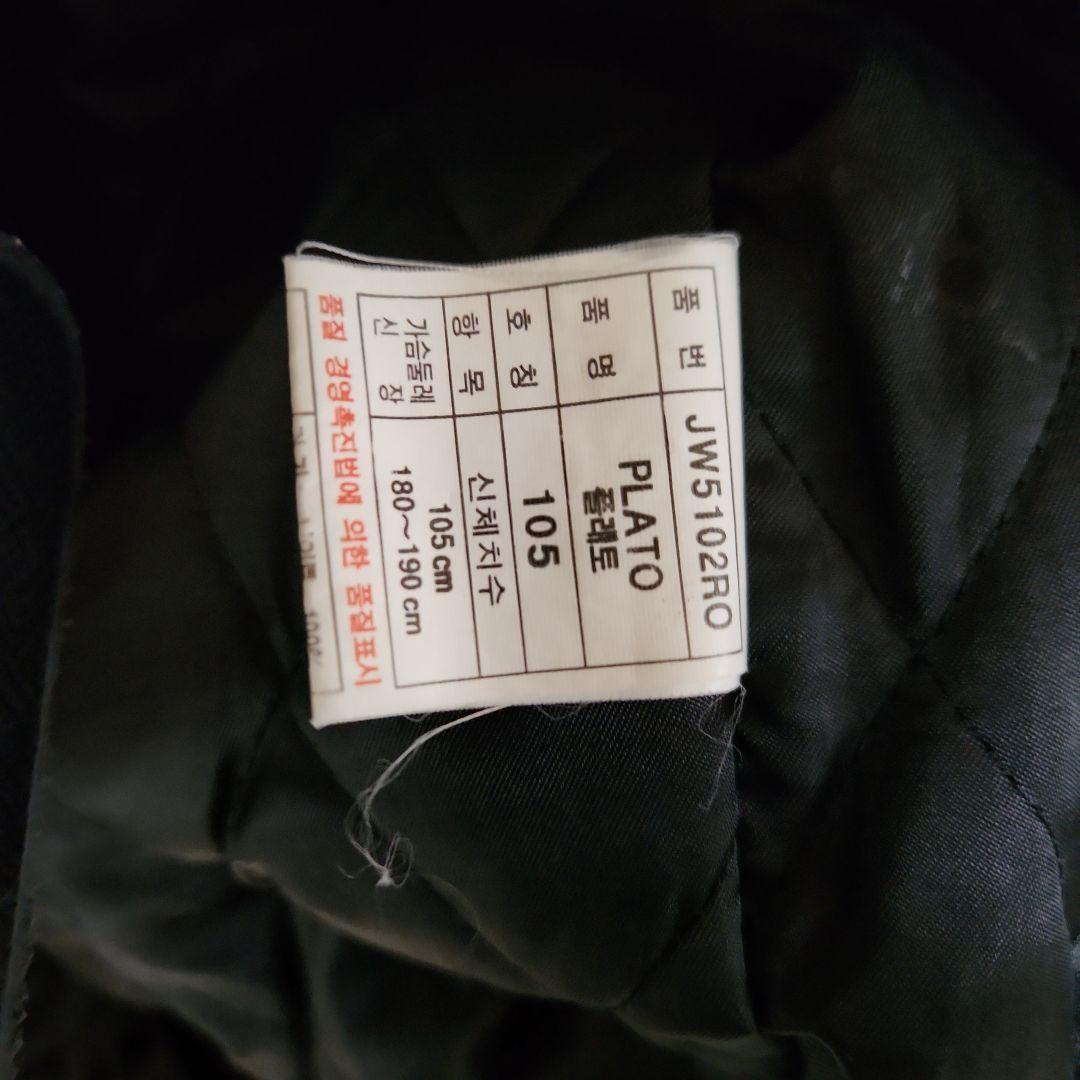 품 번 JW5102RO
품 명 PLATO
플래토
호 칭 105
항 목 신체치수
가슴둘레 105 cm
신 장 180～190 cm
품질 경영촉진법에 의한 품질표시